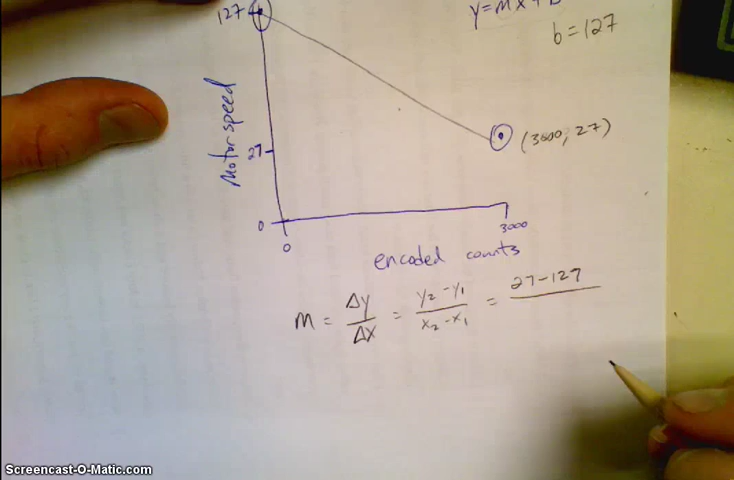 y=mx+b
b=127
127
Motor speed
(3000, 27)
27
0
0
3000
encoded counts
M = Δy/Δx = y₂-y₁/x₂-x₁ = 27-127
Screencast-O-Matic.com